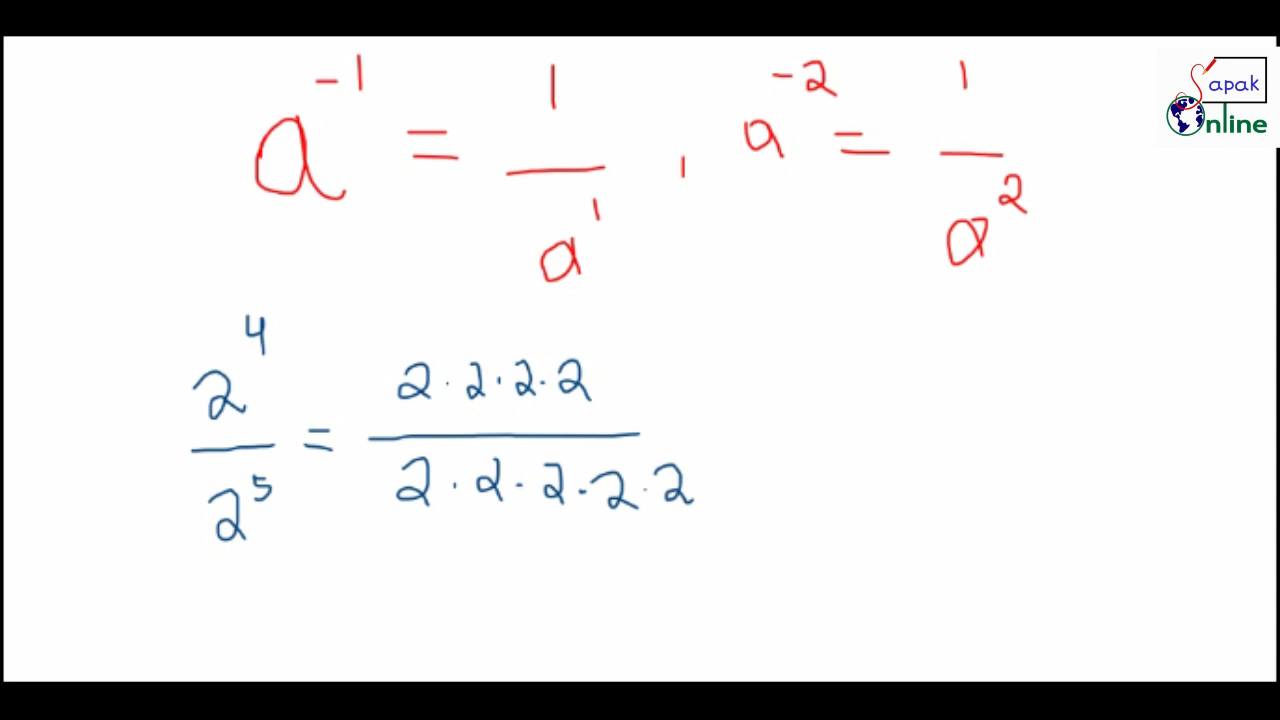 a^-1 = 1/a^1 , a^-2 = 1/a^2
Sapak
Online
2^4/2^5 = 2·2·2·2/2·2·2·2·2